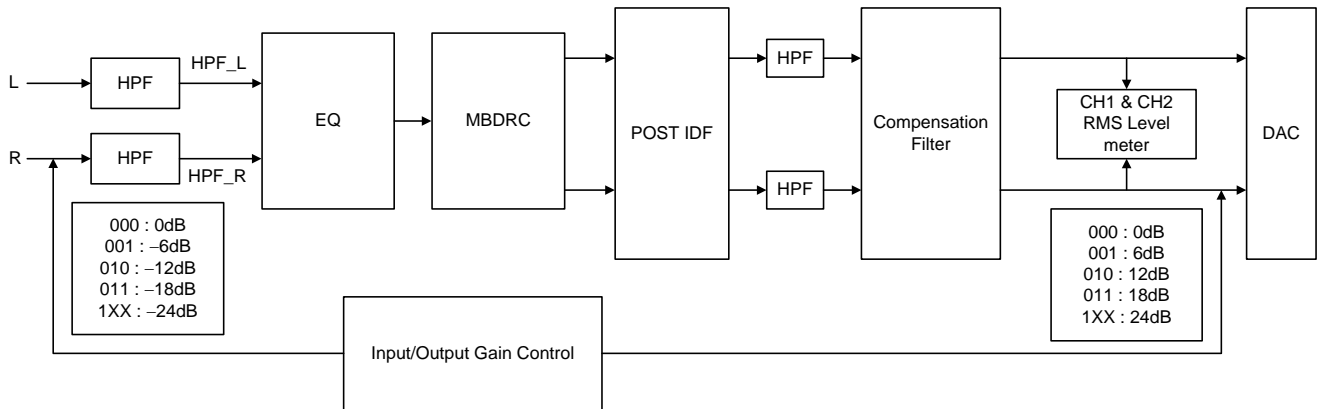 L
HPF
HPF_L
R
HPF
HPF_R
EQ
MBDRC
POST IDF
HPF
HPF
Compensation
Filter
CH1 & CH2
RMS Level
meter
DAC
000 : 0dB
001 : −6dB
010 : −12dB
011 : −18dB
1XX : −24dB
Input/Output Gain Control
000 : 0dB
001 : 6dB
010 : 12dB
011 : 18dB
1XX : 24dB